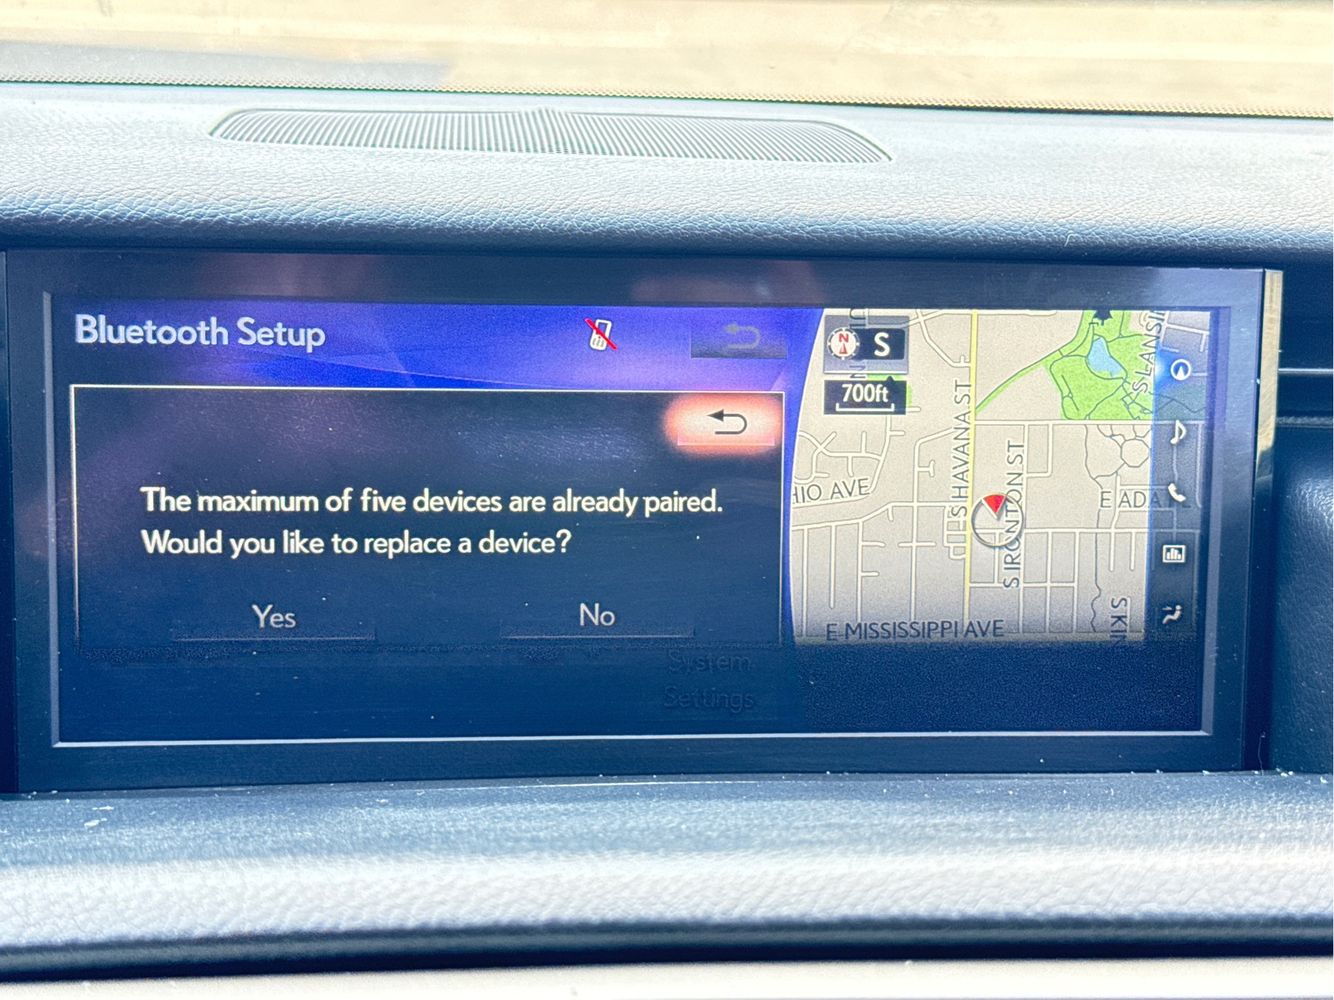 Bluetooth Setup
The maximum of five devices are already paired.
Would you like to replace a device?
Yes
No
System
Settings
N
S
700ft
HIO AVE
S HAVANA ST
S IRONTON ST
E ADA
S LANSI
S KIN
E MISSISSIPPI AVE